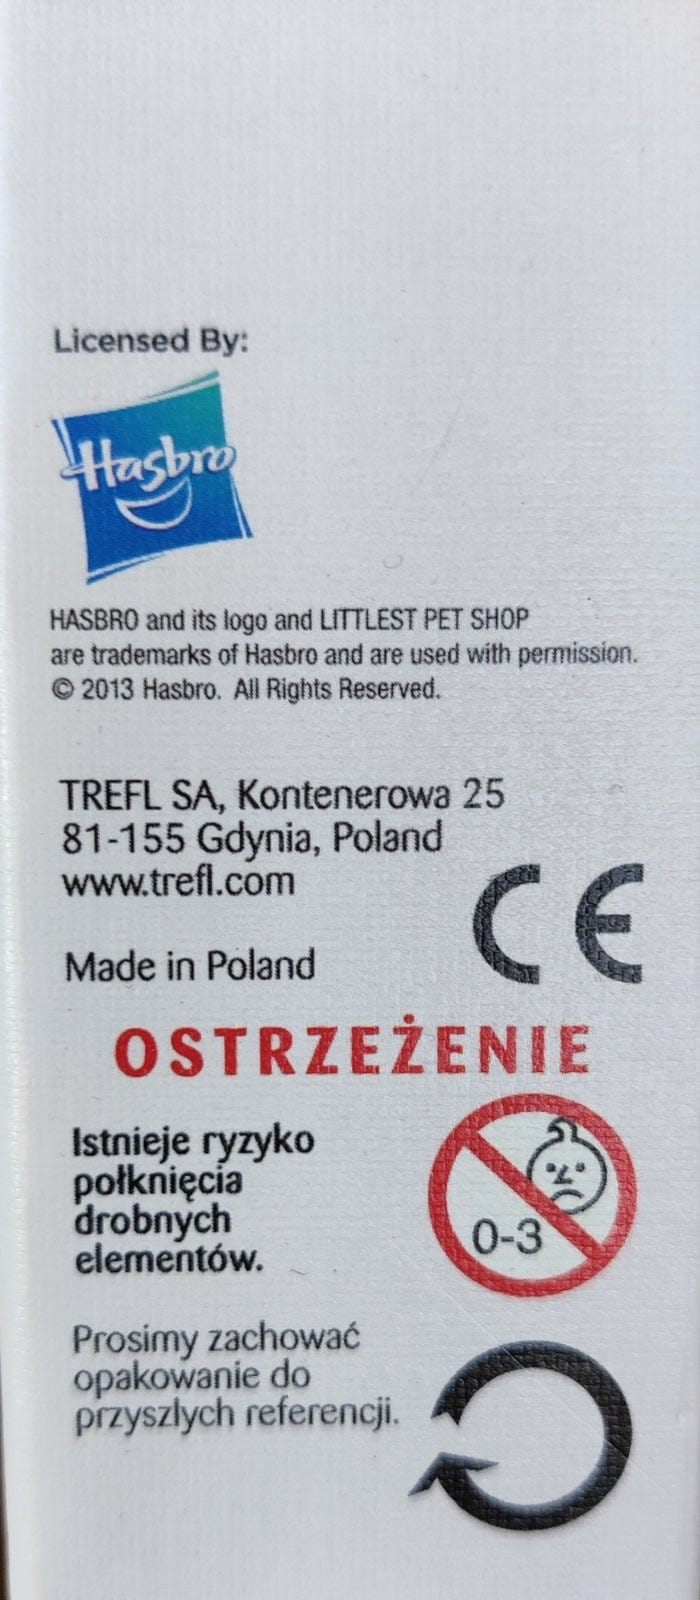 Licensed By:
Hasbro
HASBRO and its logo and LITTLEST PET SHOP
are trademarks of Hasbro and are used with permission.
© 2013 Hasbro. All Rights Reserved.
TREFL SA, Kontenerowa 25
81-155 Gdynia, Poland
www.trefl.com
CE
Made in Poland
OSTRZEŻENIE
Istnieje ryzyko
połknięcia
drobnych
elementów.
0-3
Prosimy zachować
opakowanie do
przyszłych referencji.